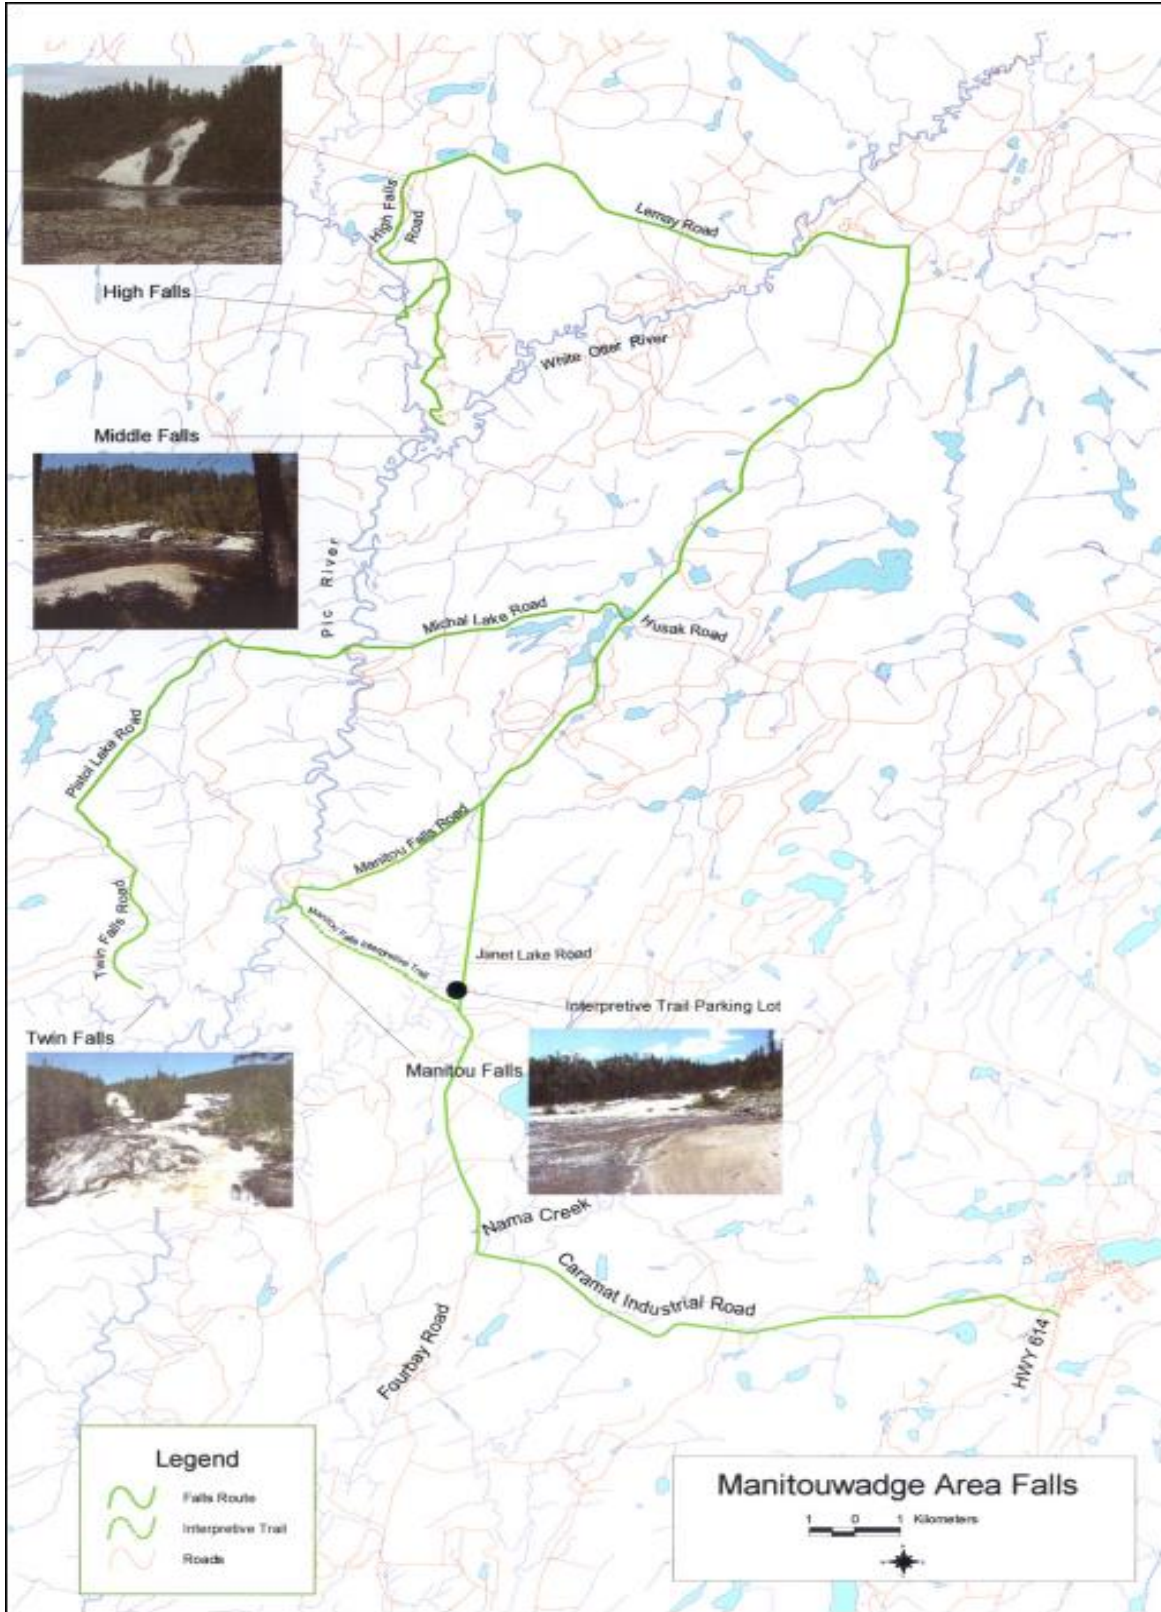 High Falls
Road
Lemay Road
High Falls
White Otter River
Middle Falls
Pic River
Michal Lake Road
Husak Road
Pistol Lake Road
Manitou Falls Road
Twin Falls Road
Manitou Falls Interpretive Trail
Janet Lake Road
Interpretive Trail Parking Lot
Twin Falls
Manitou Falls
Nama Creek
Caramat Industrial Road
Fourbay Road
HWY 614
Legend
Falls Route
Interpretive Trail
Roads
Manitouwadge Area Falls
1 0 1 Kilometers